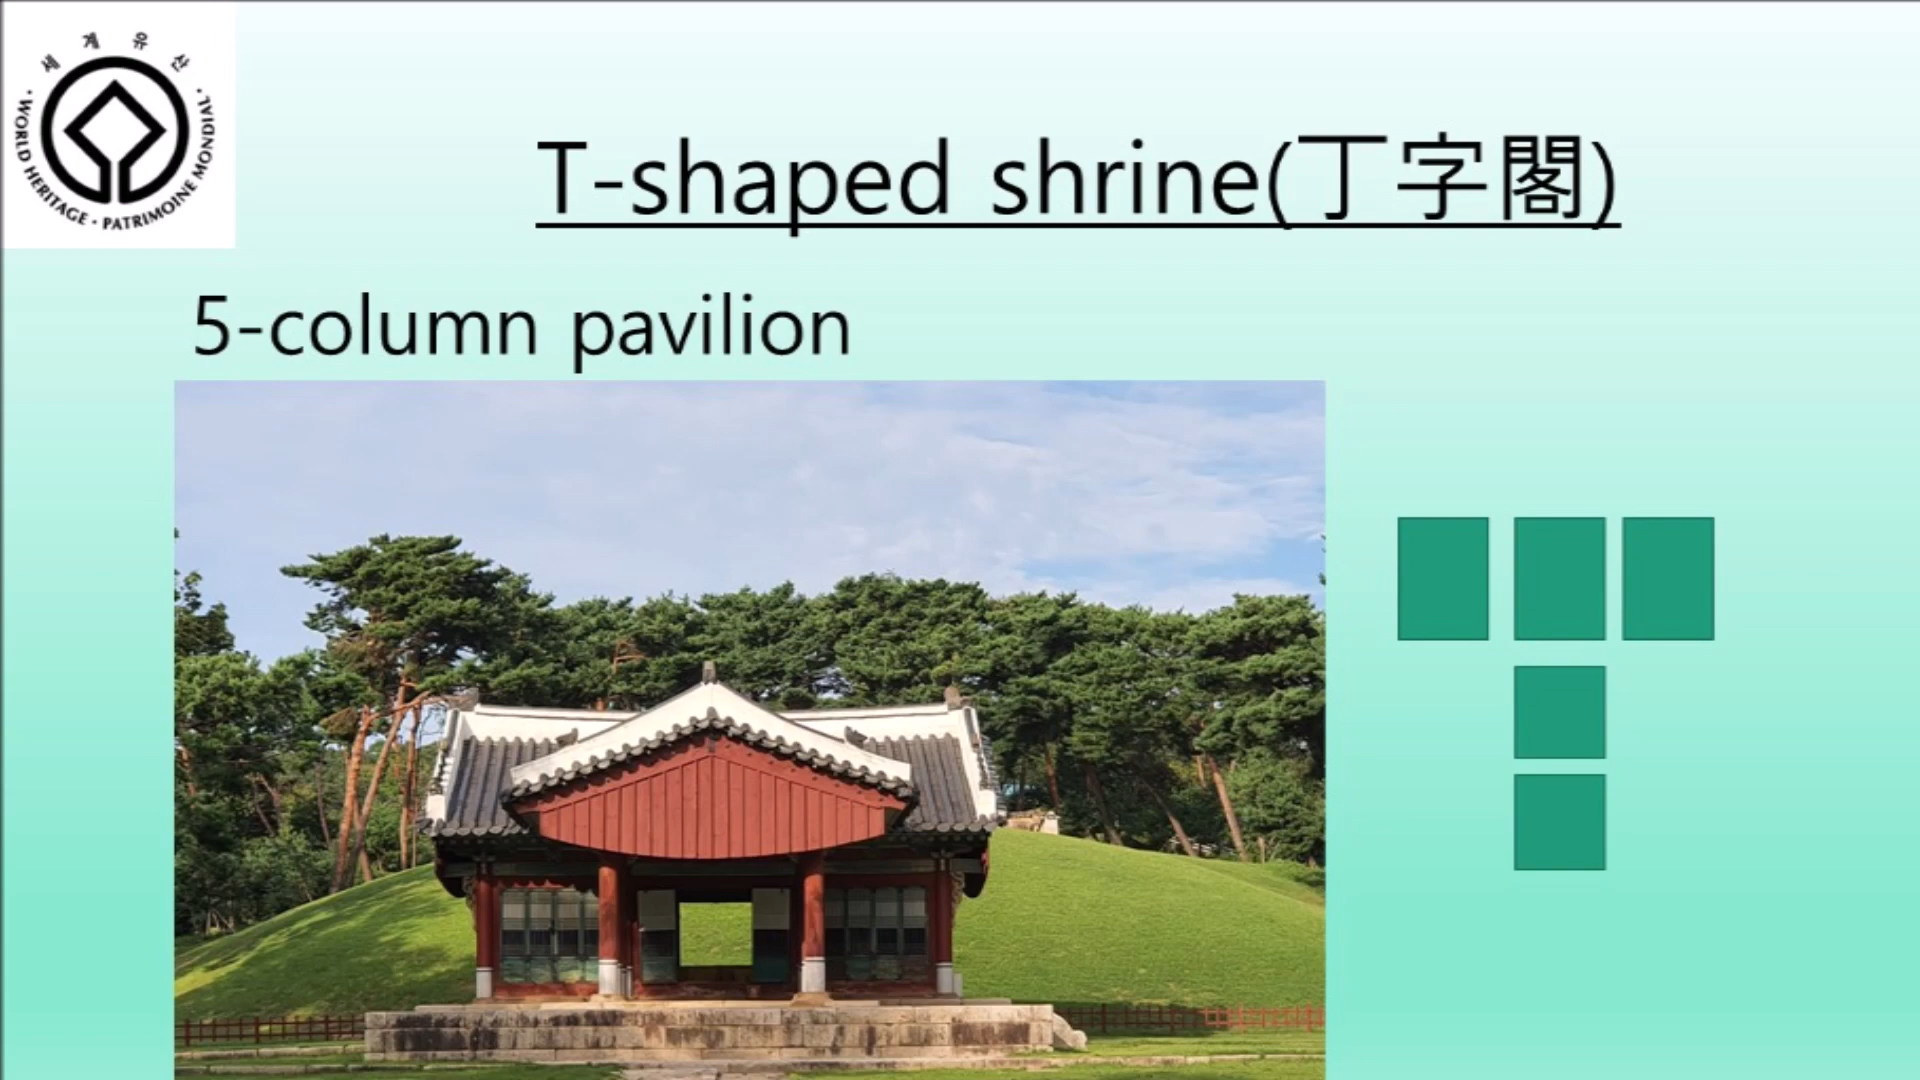 세계유산
· WORLD HERITAGE · PATRIMOINE MONDIAL ·
T-shaped shrine(丁字閣)
5-column pavilion